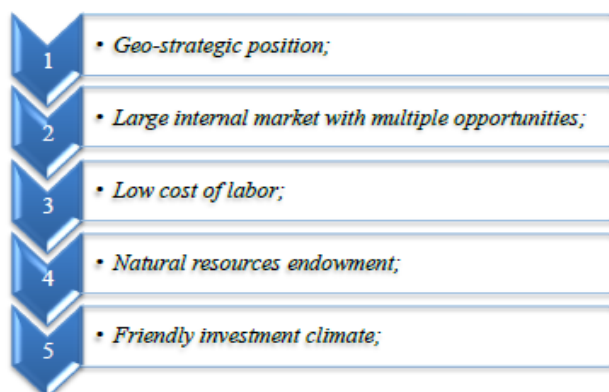 1
• Geo-strategic position;
2
• Large internal market with multiple opportunities;
3
• Low cost of labor;
4
• Natural resources endowment;
5
• Friendly investment climate;